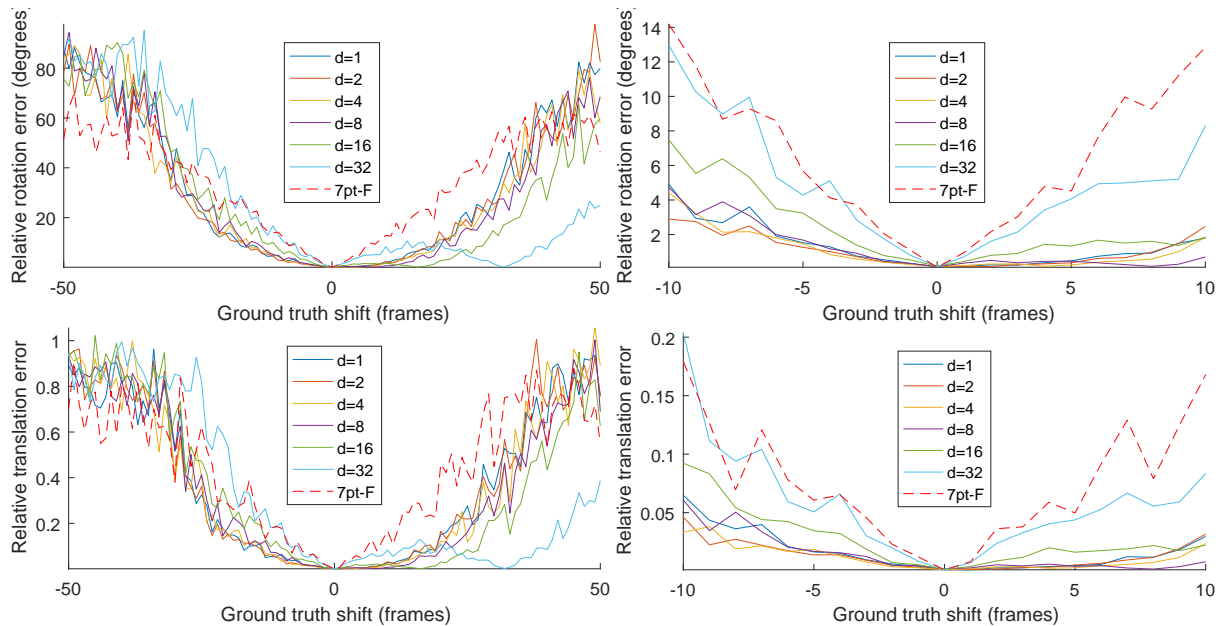 Relative rotation error (degrees)
80
60
40
20
-50
0
50
Ground truth shift (frames)
d=1
d=2
d=4
d=8
d=16
d=32
7pt-F
Relative rotation error (degrees)
14
12
10
8
6
4
2
-10
-5
0
5
10
Ground truth shift (frames)
d=1
d=2
d=4
d=8
d=16
d=32
7pt-F
Relative translation error
1
0.8
0.6
0.4
0.2
-50
0
50
Ground truth shift (frames)
d=1
d=2
d=4
d=8
d=16
d=32
7pt-F
Relative translation error
0.2
0.15
0.1
0.05
-10
-5
0
5
10
Ground truth shift (frames)
d=1
d=2
d=4
d=8
d=16
d=32
7pt-F